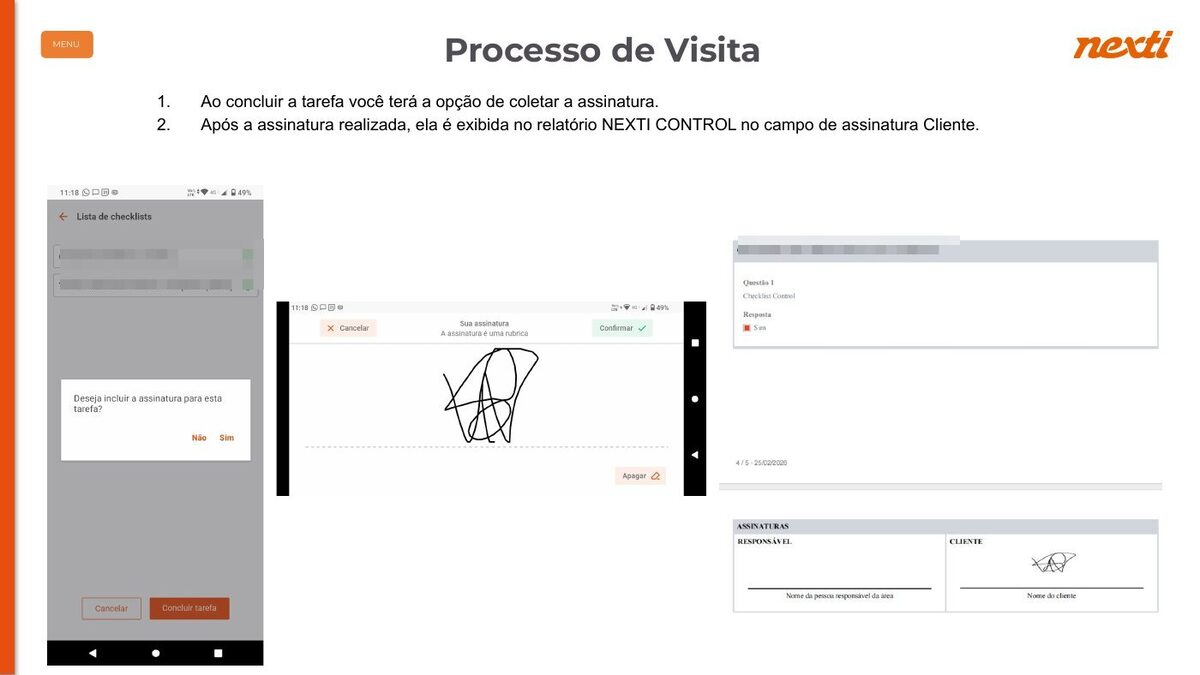 MENU
Processo de Visita
nexti
1. Ao concluir a tarefa você terá a opção de coletar a assinatura.
2. Após a assinatura realizada, ela é exibida no relatório NEXTI CONTROL no campo de assinatura Cliente.
11:18
49%
Lista de checklists
Deseja incluir a assinatura para esta
tarefa?
Não Sim
Cancelar Concluir tarefa
11:18
49%
Cancelar
Sua assinatura
A assinatura é uma rubrica
Confirmar
Apagar
Questão 1
Checklist Control
Resposta
Sim
4 / 5 - 25/02/2026
ASSINATURAS
RESPONSÁVEL
CLIENTE
Nome da pessoa responsável da área
Nome do cliente